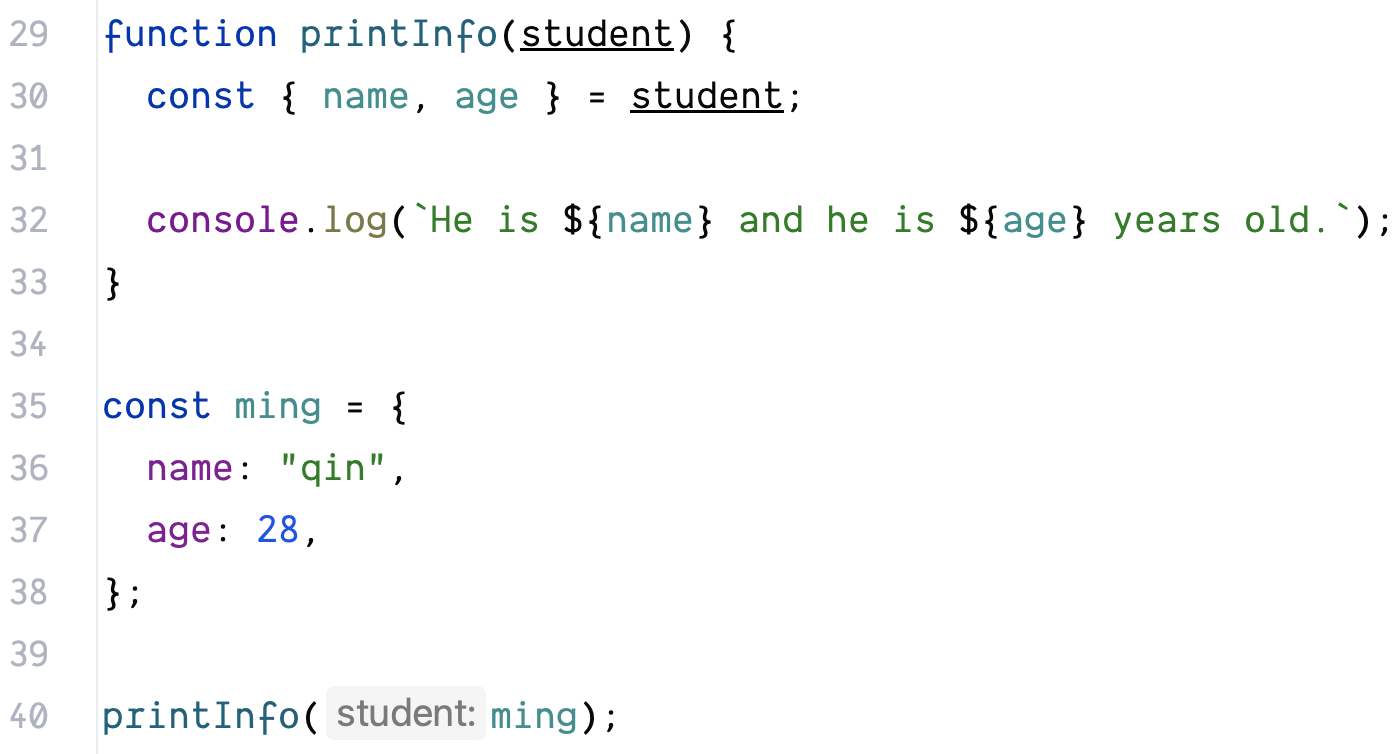 29 function printInfo(student) {
30   const { name, age } = student;
31
32   console.log(`He is ${name} and he is ${age} years old.`);
33 }
34
35 const ming = {
36   name: "qin",
37   age: 28,
38 };
39
40 printInfo( student: ming);